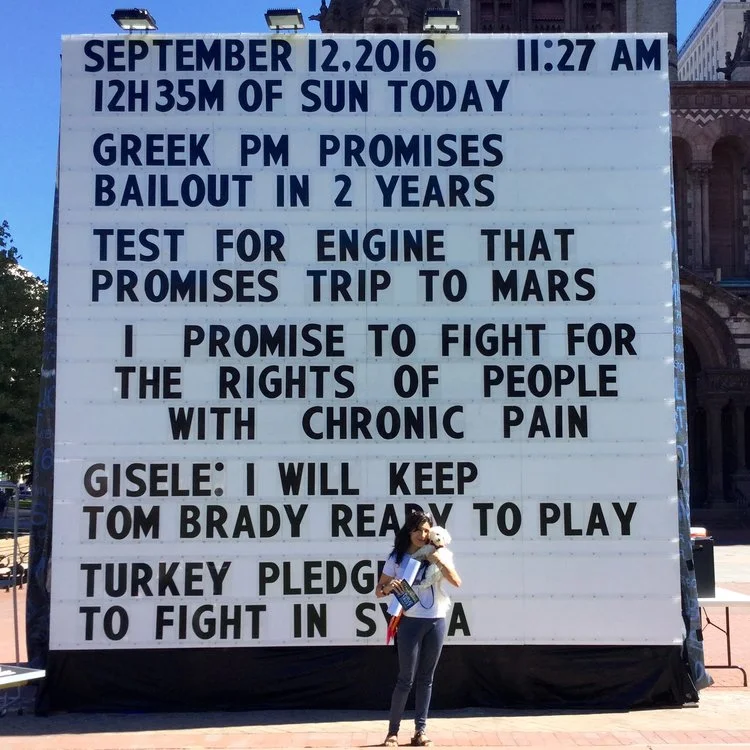 SEPTEMBER 12,2016 11:27 AM
12H35M OF SUN TODAY
GREEK PM PROMISES
BAILOUT IN 2 YEARS
TEST FOR ENGINE THAT
PROMISES TRIP TO MARS
I PROMISE TO FIGHT FOR
THE RIGHTS OF PEOPLE
WITH CHRONIC PAIN
GISELE: I WILL KEEP
TOM BRADY READY TO PLAY
TURKEY
TO FIGHT IN